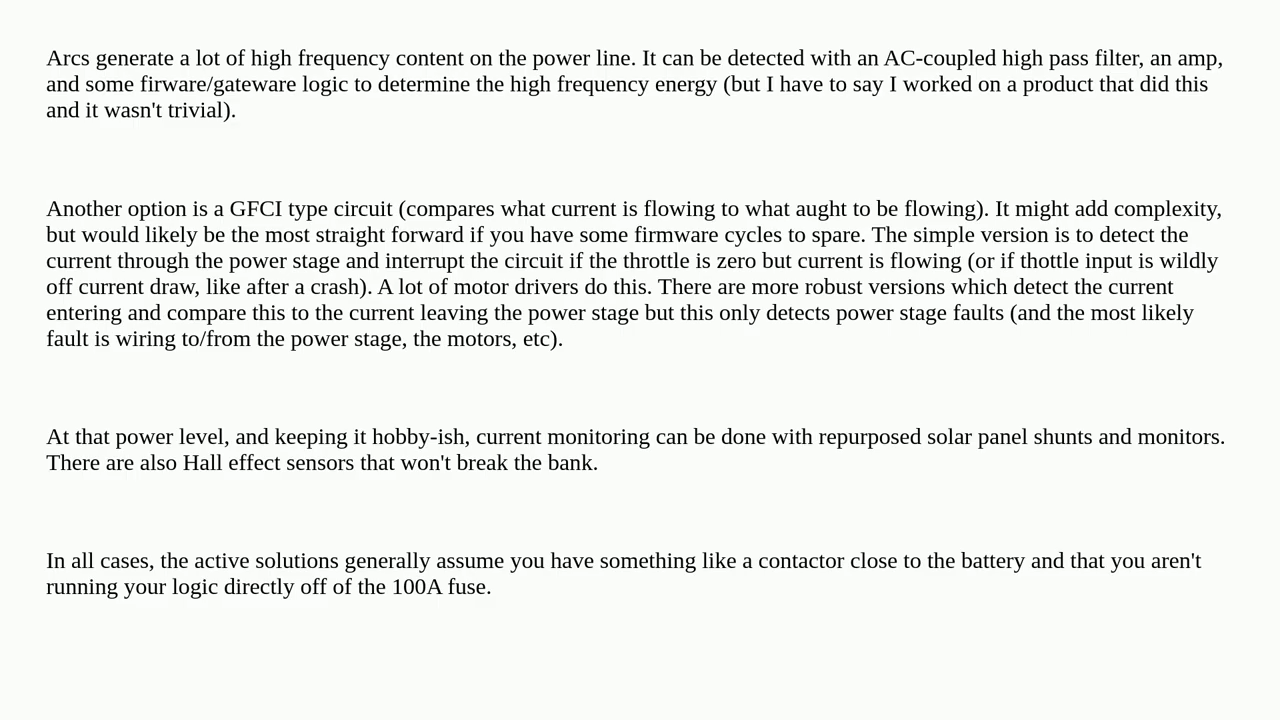 Arcs generate a lot of high frequency content on the power line. It can be detected with an AC-coupled high pass filter, an amp,
and some firware/gateware logic to determine the high frequency energy (but I have to say I worked on a product that did this
and it wasn't trivial).
Another option is a GFCI type circuit (compares what current is flowing to what aught to be flowing). It might add complexity,
but would likely be the most straight forward if you have some firmware cycles to spare. The simple version is to detect the
current through the power stage and interrupt the circuit if the throttle is zero but current is flowing (or if thottle input is wildly
off current draw, like after a crash). A lot of motor drivers do this. There are more robust versions which detect the current
entering and compare this to the current leaving the power stage but this only detects power stage faults (and the most likely
fault is wiring to/from the power stage, the motors, etc).
At that power level, and keeping it hobby-ish, current monitoring can be done with repurposed solar panel shunts and monitors.
There are also Hall effect sensors that won't break the bank.
In all cases, the active solutions generally assume you have something like a contactor close to the battery and that you aren't
running your logic directly off of the 100A fuse.